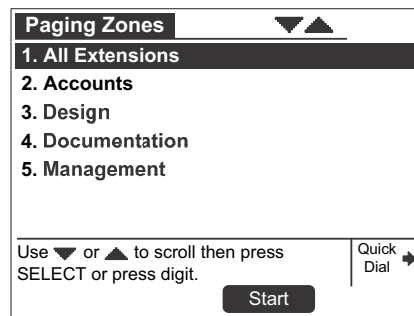 Paging Zones
1. All Extensions
2. Accounts
3. Design
4. Documentation
5. Management
Use ▼ or ▲ to scroll then press
SELECT or press digit.
Quick
Dial
Start